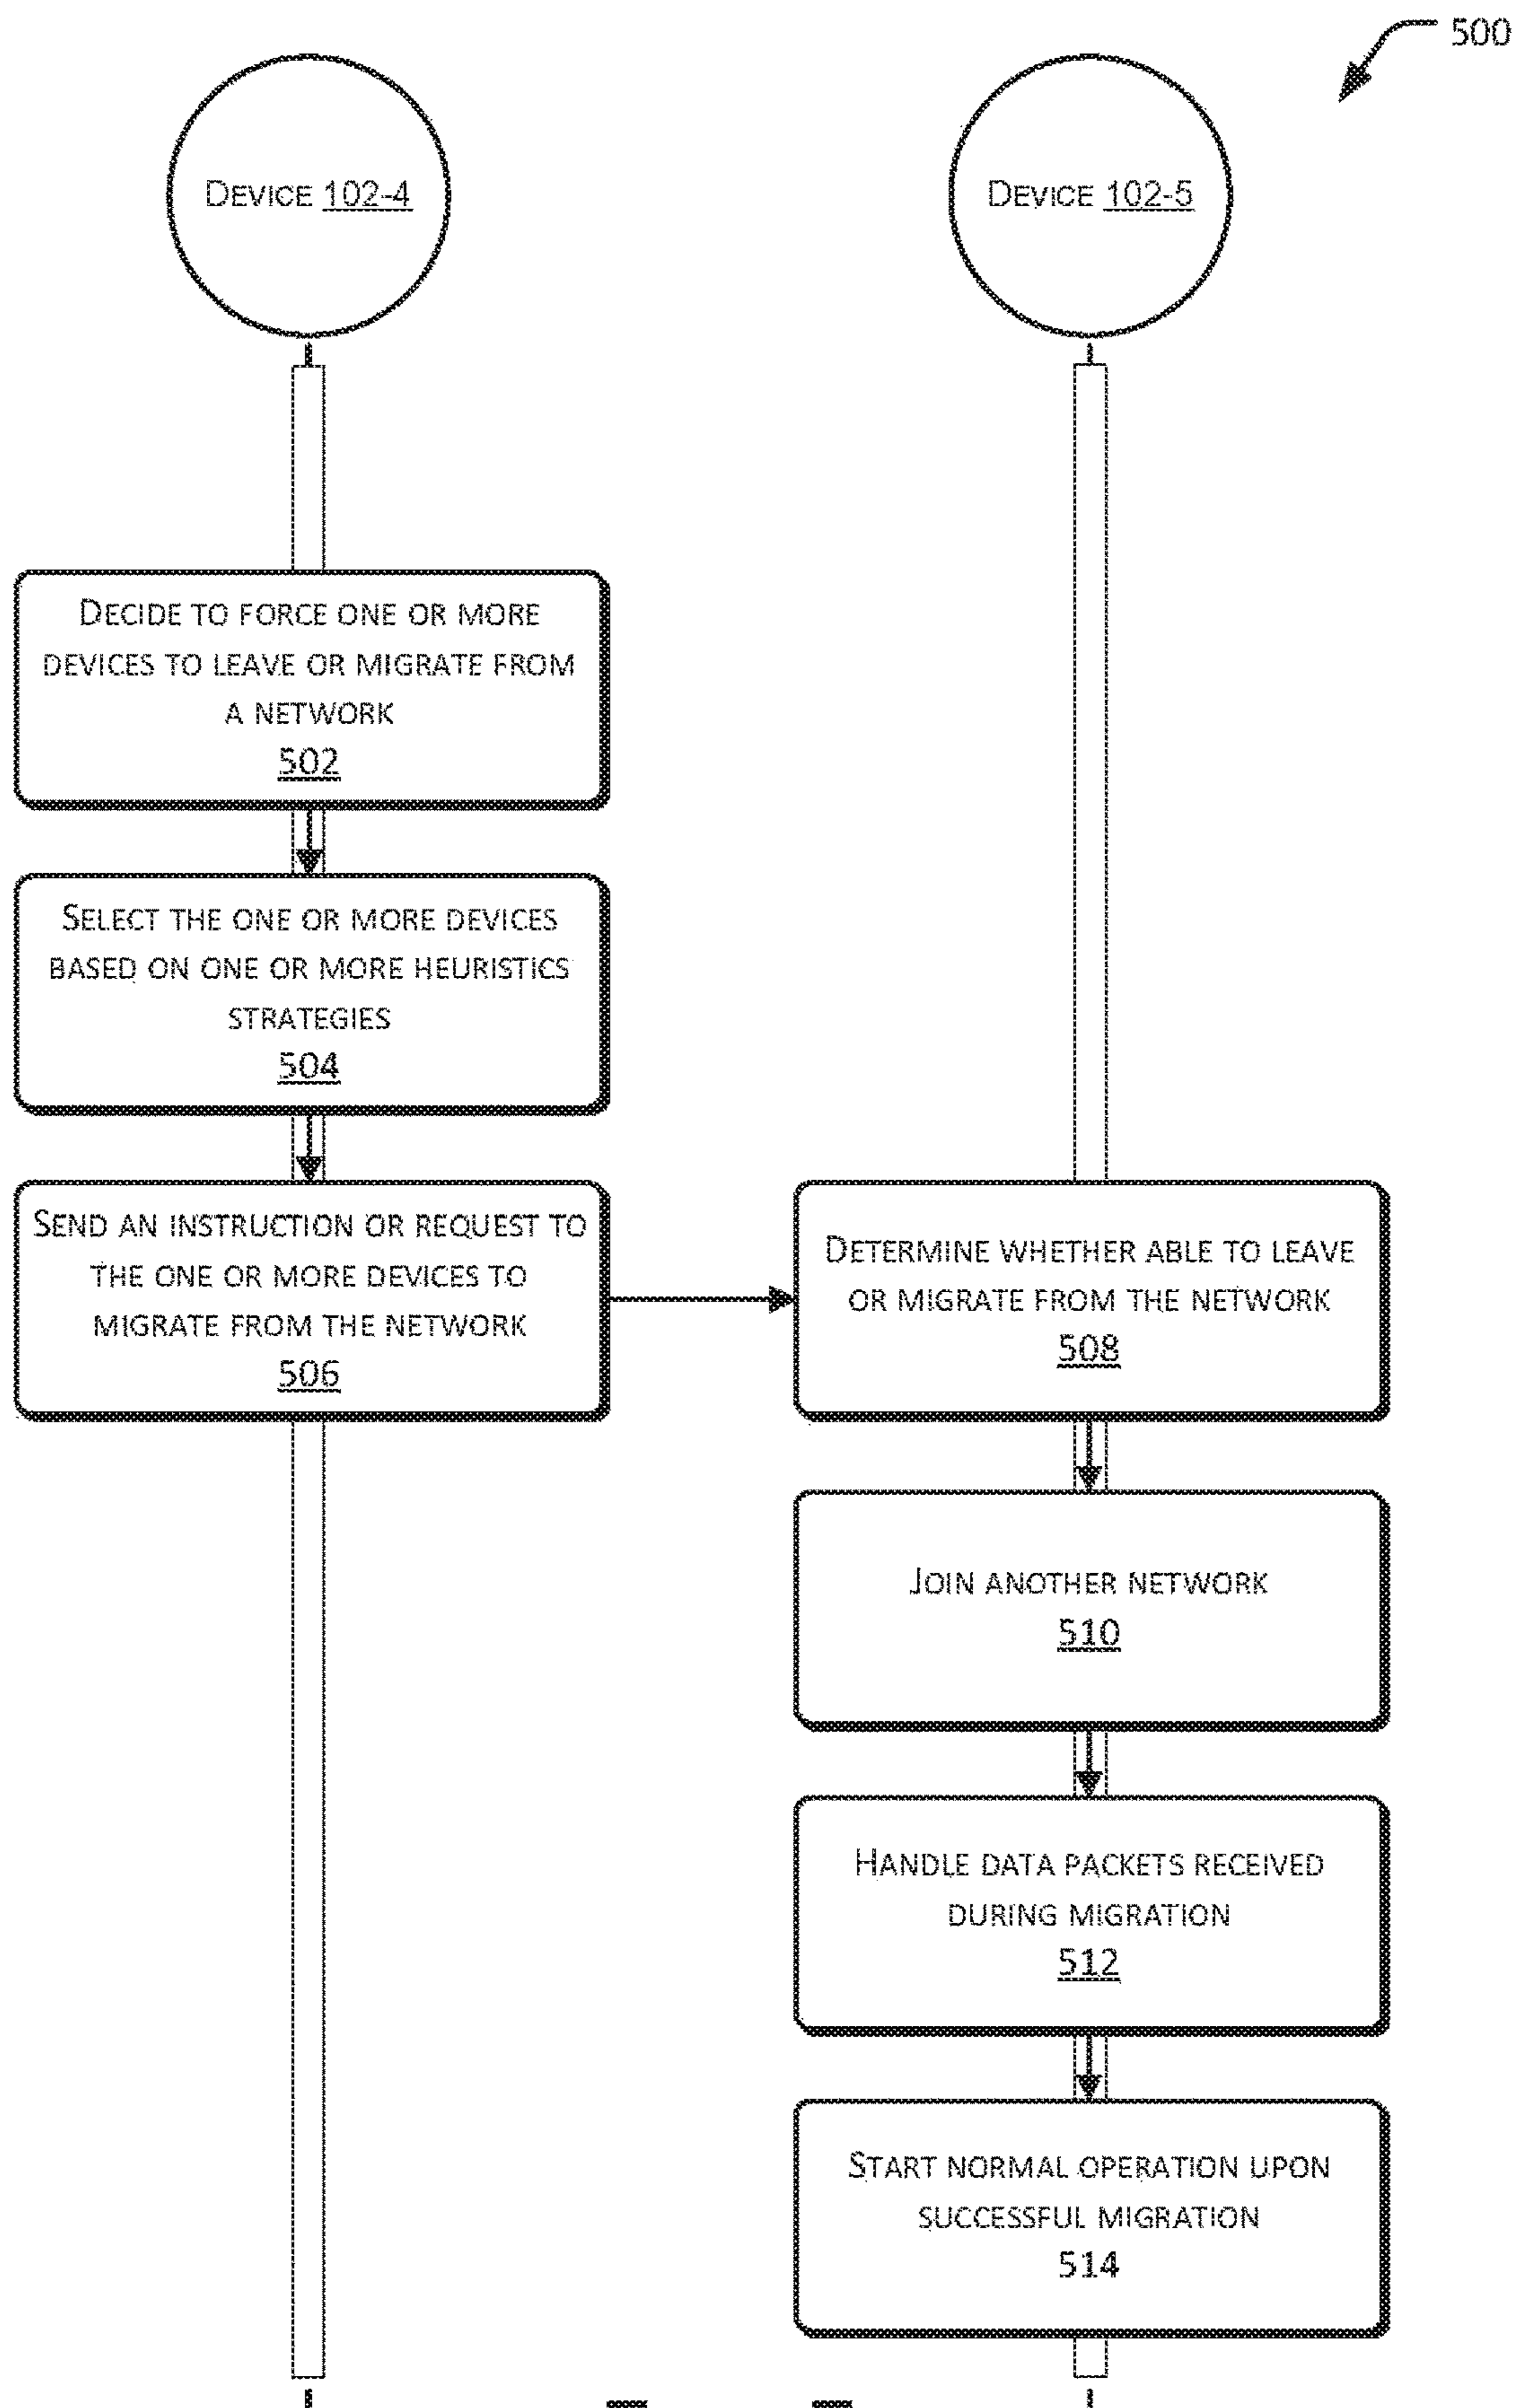 500
DEVICE 102-4
DEVICE 102-5
DECIDE TO FORCE ONE OR MORE
DEVICES TO LEAVE OR MIGRATE FROM
A NETWORK
502
SELECT THE ONE OR MORE DEVICES
BASED ON ONE OR MORE HEURISTICS
STRATEGIES
504
SEND AN INSTRUCTION OR REQUEST TO
THE ONE OR MORE DEVICES TO
MIGRATE FROM THE NETWORK
506
DETERMINE WHETHER ABLE TO LEAVE
OR MIGRATE FROM THE NETWORK
508
JOIN ANOTHER NETWORK
510
HANDLE DATA PACKETS RECEIVED
DURING MIGRATION
512
START NORMAL OPERATION UPON
SUCCESSFUL MIGRATION
514